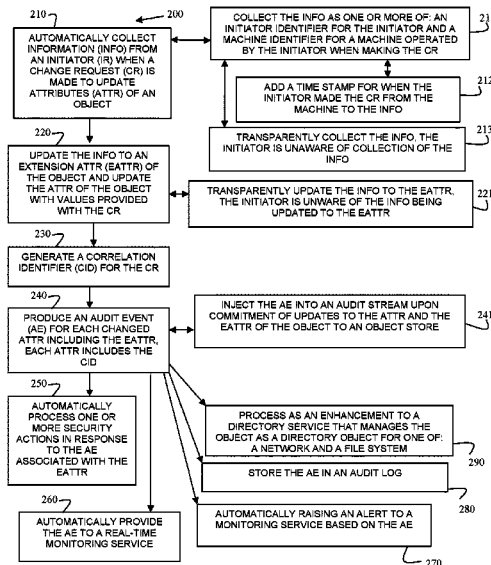 210
200
AUTOMATICALLY COLLECT
INFORMATION (INFO) FROM
AN INITIATOR (IR) WHEN A
CHANGE REQUEST (CR) IS
MADE TO UPDATE
ATTRIBUTES (ATTR) OF AN
OBJECT
COLLECT THE INFO AS ONE OR MORE OF: AN
INITIATOR IDENTIFIER FOR THE INITIATOR AND A
MACHINE IDENTIFIER FOR A MACHINE OPERATED
BY THE INITIATOR WHEN MAKING THE CR
212
ADD A TIME STAMP FOR WHEN THE
INITIATOR MADE THE CR FROM THE
MACHINE TO THE INFO
213
TRANSPARENTLY COLLECT THE INFO, THE
INITIATOR IS UNAWARE OF COLLECTION OF THE
INFO
220
UPDATE THE INFO TO AN
EXTENSION ATTR (EATTR) OF
THE OBJECT AND UPDATE
THE ATTR OF THE OBJECT
WITH VALUES PROVIDED
WITH THE CR
221
TRANSPARENTLY UPDATE THE INFO TO THE EATTR,
THE INITIATOR IS UNWARE OF THE INFO BEING
UPDATED TO THE EATTR
230
GENERATE A CORRELATION
IDENTIFIER (CID) FOR THE CR
240
PRODUCE AN AUDIT EVENT
(AE) FOR EACH CHANGED
ATTR INCLUDING THE EATTR,
EACH ATTR INCLUDES THE
CID
241
INJECT THE AE INTO AN AUDIT STREAM UPON
COMMITMENT OF UPDATES TO THE ATTR AND THE
EATTR OF THE OBJECT TO AN OBJECT STORE
250
AUTOMATICALLY
PROCESS ONE OR
MORE SECURITY
ACTIONS IN RESPONSE
TO THE AE
ASSOCIATED WITH THE
EATTR
PROCESS AS AN ENHANCEMENT TO A
DIRECTORY SERVICE THAT MANAGES THE
OBJECT AS A DIRECTORY OBJECT FOR ONE OF:
A NETWORK AND A FILE SYSTEM
290
STORE THE AE IN AN AUDIT LOG
280
260
AUTOMATICALLY PROVIDE
THE AE TO A REAL-TIME
MONITORING SERVICE
AUTOMATICALLY RAISING AN ALERT TO A
MONITORING SERVICE BASED ON THE AE
270